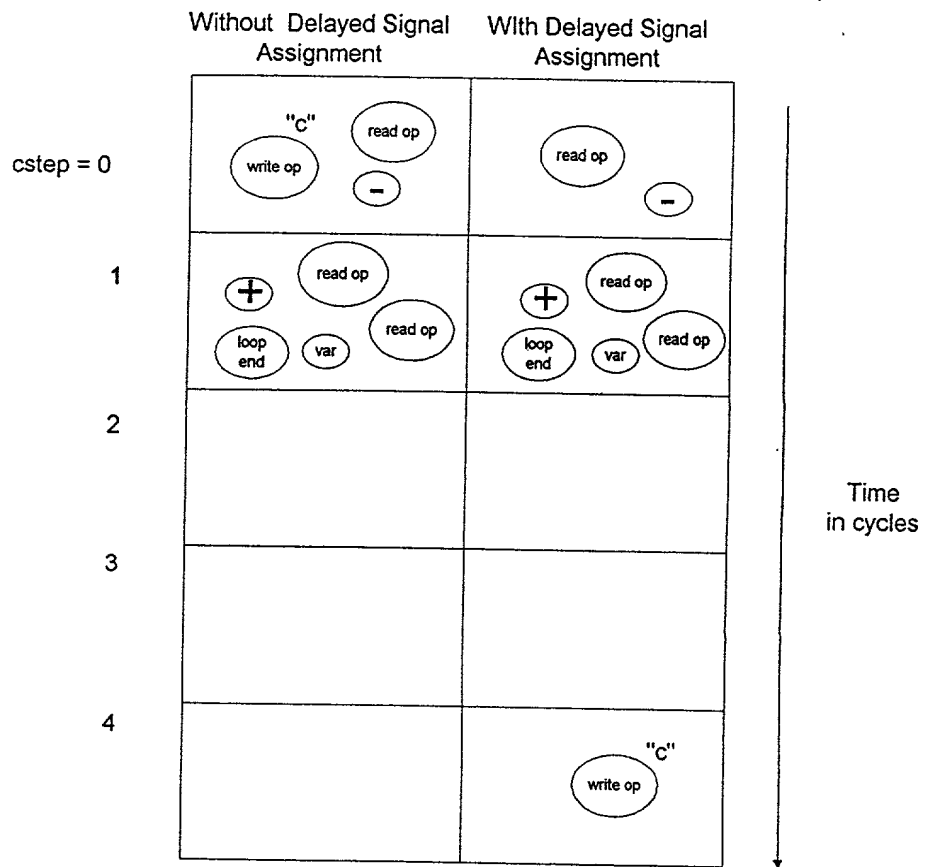 Without Delayed Signal
Assignment
WIth Delayed Signal
Assignment
cstep = 0
"C"
write op
read op
-
read op
-
1
+
read op
read op
loop
end
var
+
read op
read op
loop
end
var
2
3
4
"C"
write op
Time
in cycles